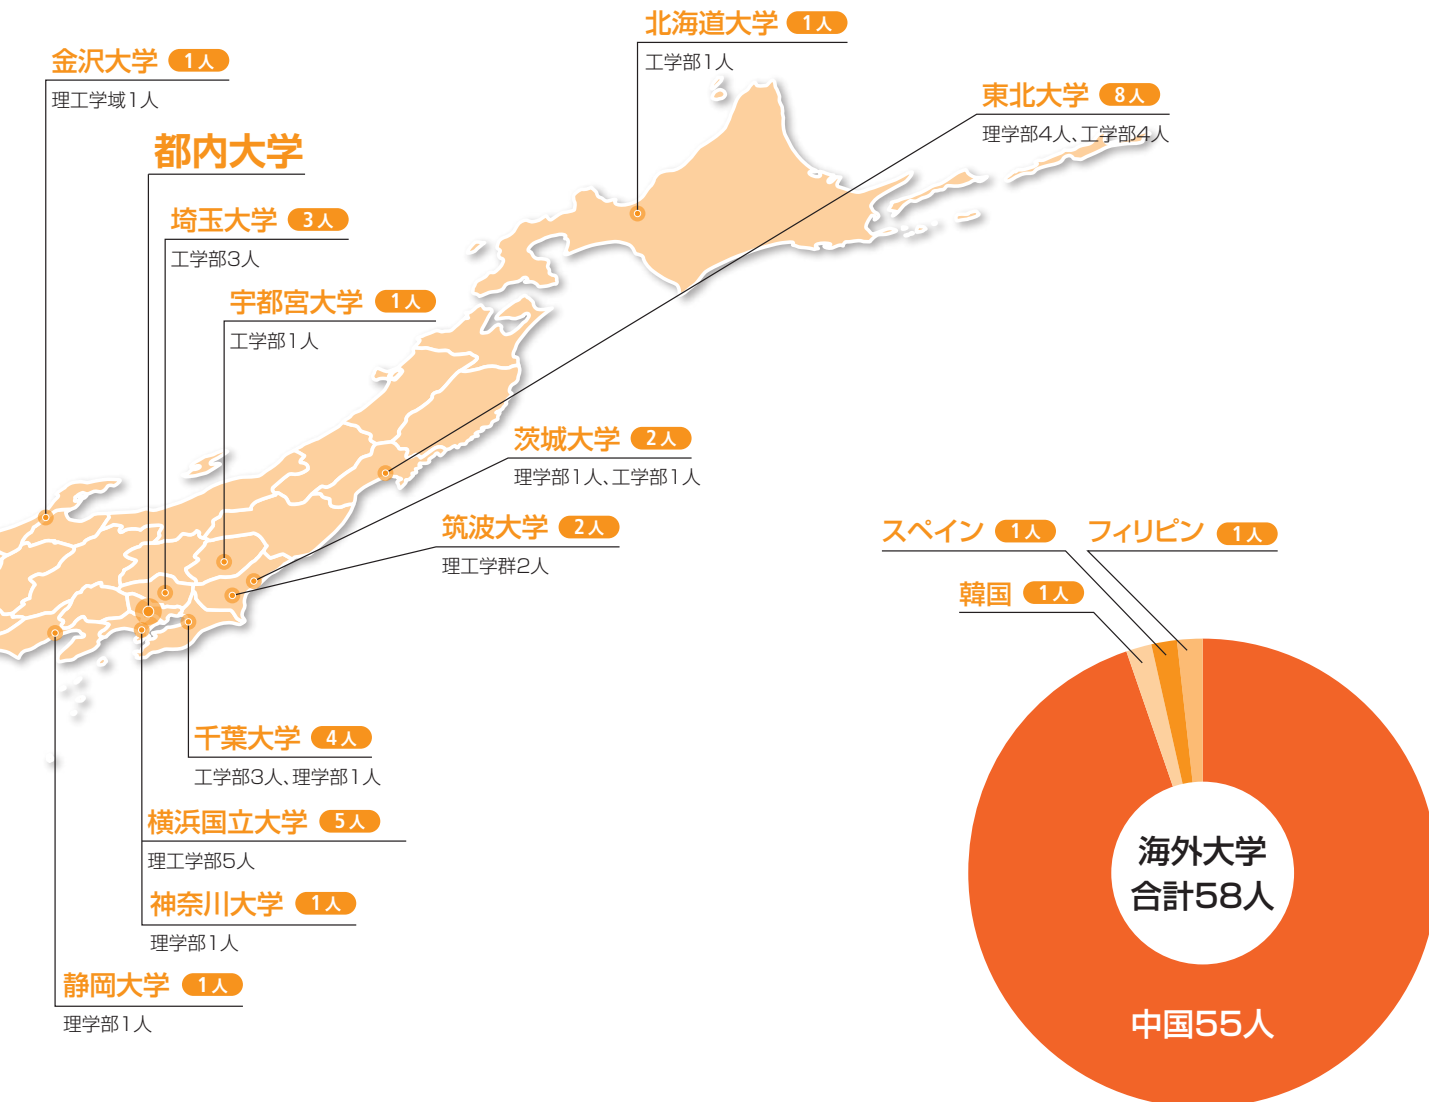 北海道大学 1人
工学部1人
金沢大学 1人
理工学域1人
東北大学 8人
理学部4人、工学部4人
都内大学
埼玉大学 3人
工学部3人
宇都宮大学 1人
工学部1人
茨城大学 2人
理学部1人、工学部1人
筑波大学 2人
理工学群2人
スペイン 1人
フィリピン 1人
韓国 1人
千葉大学 4人
工学部3人、理学部1人
横浜国立大学 5人
理工学部5人
神奈川大学 1人
理学部1人
静岡大学 1人
理学部1人
海外大学
合計58人
中国55人